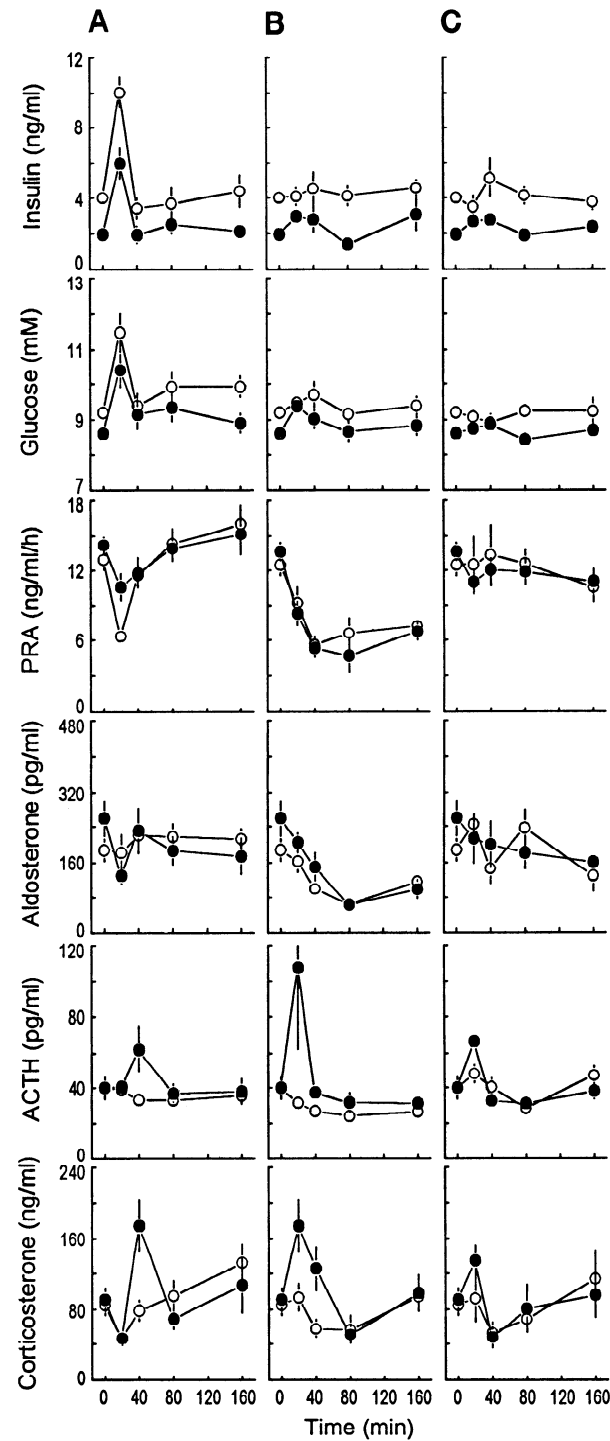 A B C
Insulin (ng/ml)
12
8
4
0
Glucose (mM)
13
11
9
7
PRA (ng/ml/h)
18
12
6
0
Aldosterone (pg/ml)
480
320
160
0
ACTH (pg/ml)
120
80
40
0
Corticosterone (ng/ml)
240
160
80
0
0 40 80 120 160 0 40 80 120 160 0 40 80 120 160
Time (min)